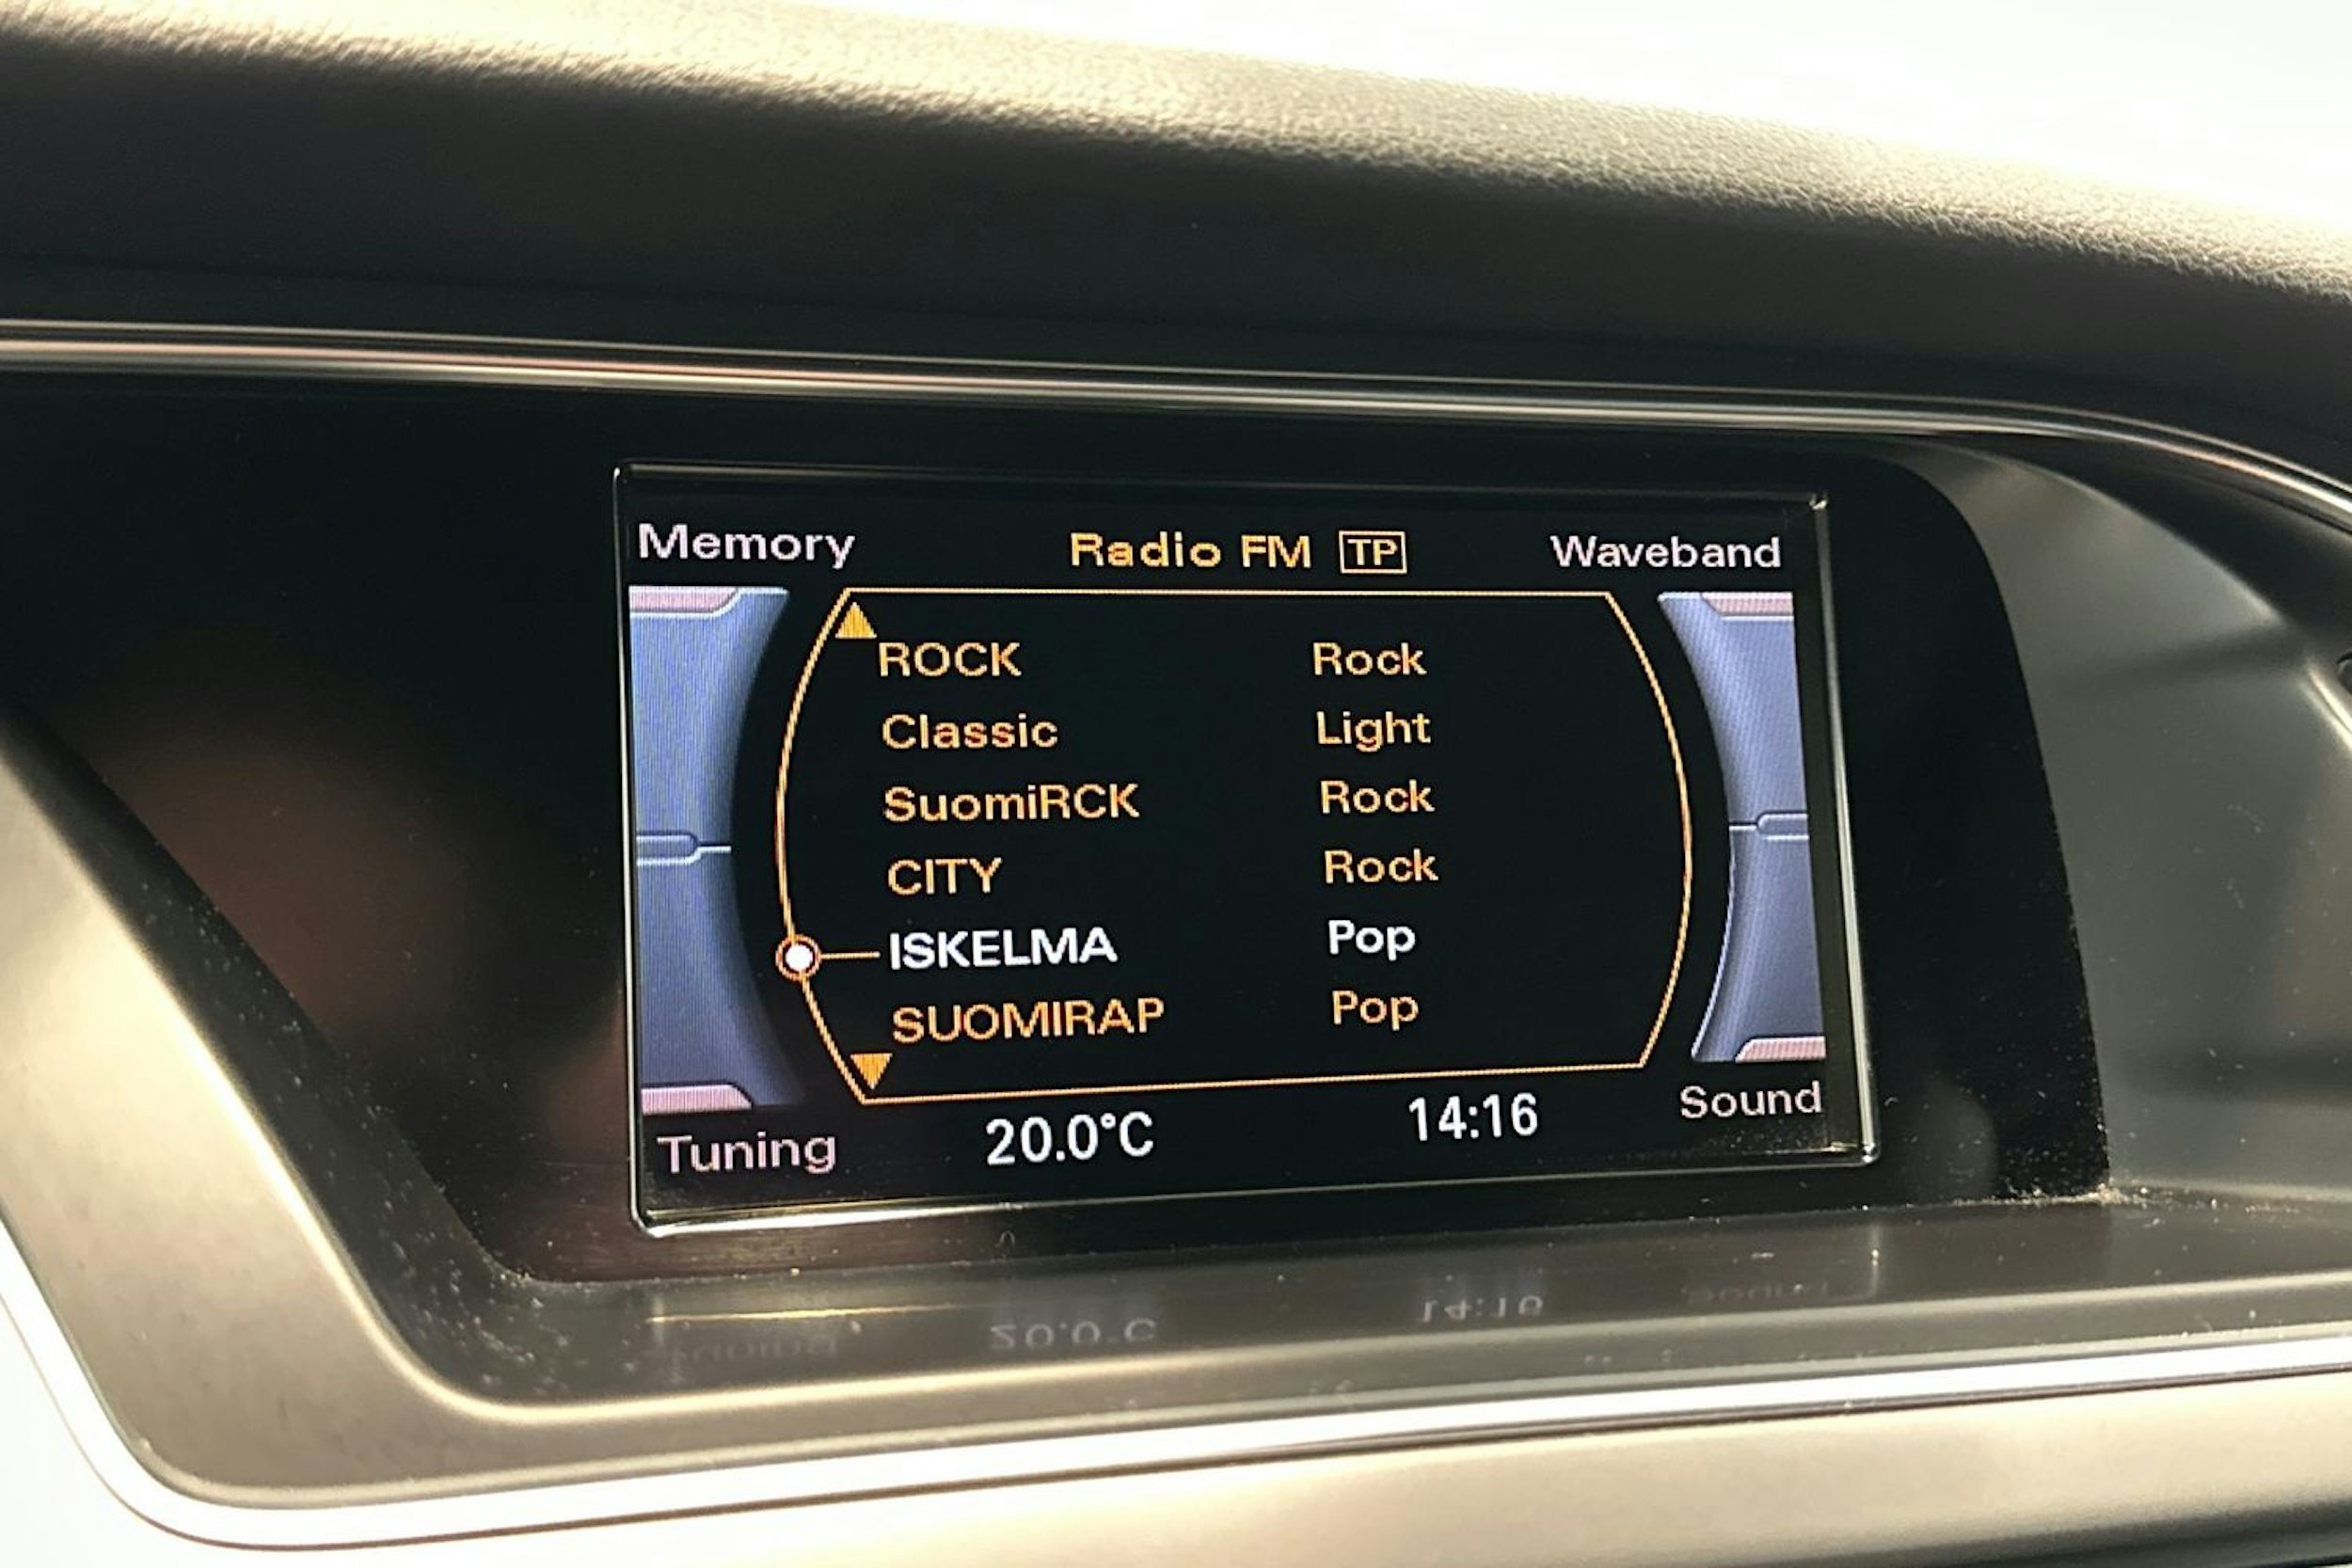 Memory Radio FM TP Waveband
ROCK Rock
Classic Light
SuomiRCK Rock
CITY Rock
ISKELMA Pop
SUOMIRAP Pop
Tuning 20.0°C 14:16 Sound